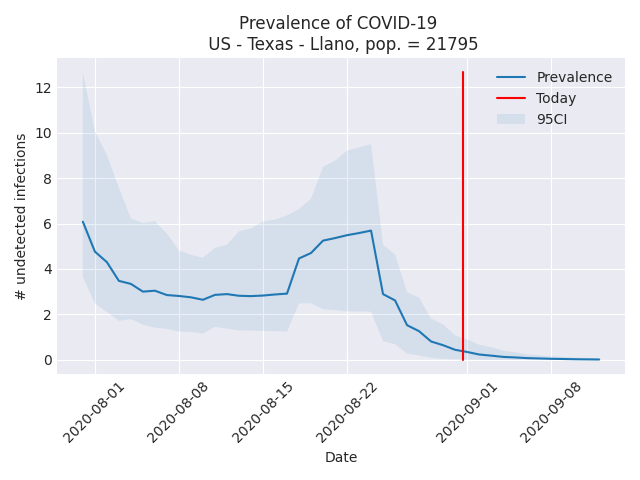 Prevalence of COVID-19
US - Texas - Llano, pop. = 21795
Prevalence
Today
95CI
# undetected infections
12
10
8
6
4
2
0
2020-08-01
2020-08-08
2020-08-15
2020-08-22
2020-09-01
2020-09-08
Date